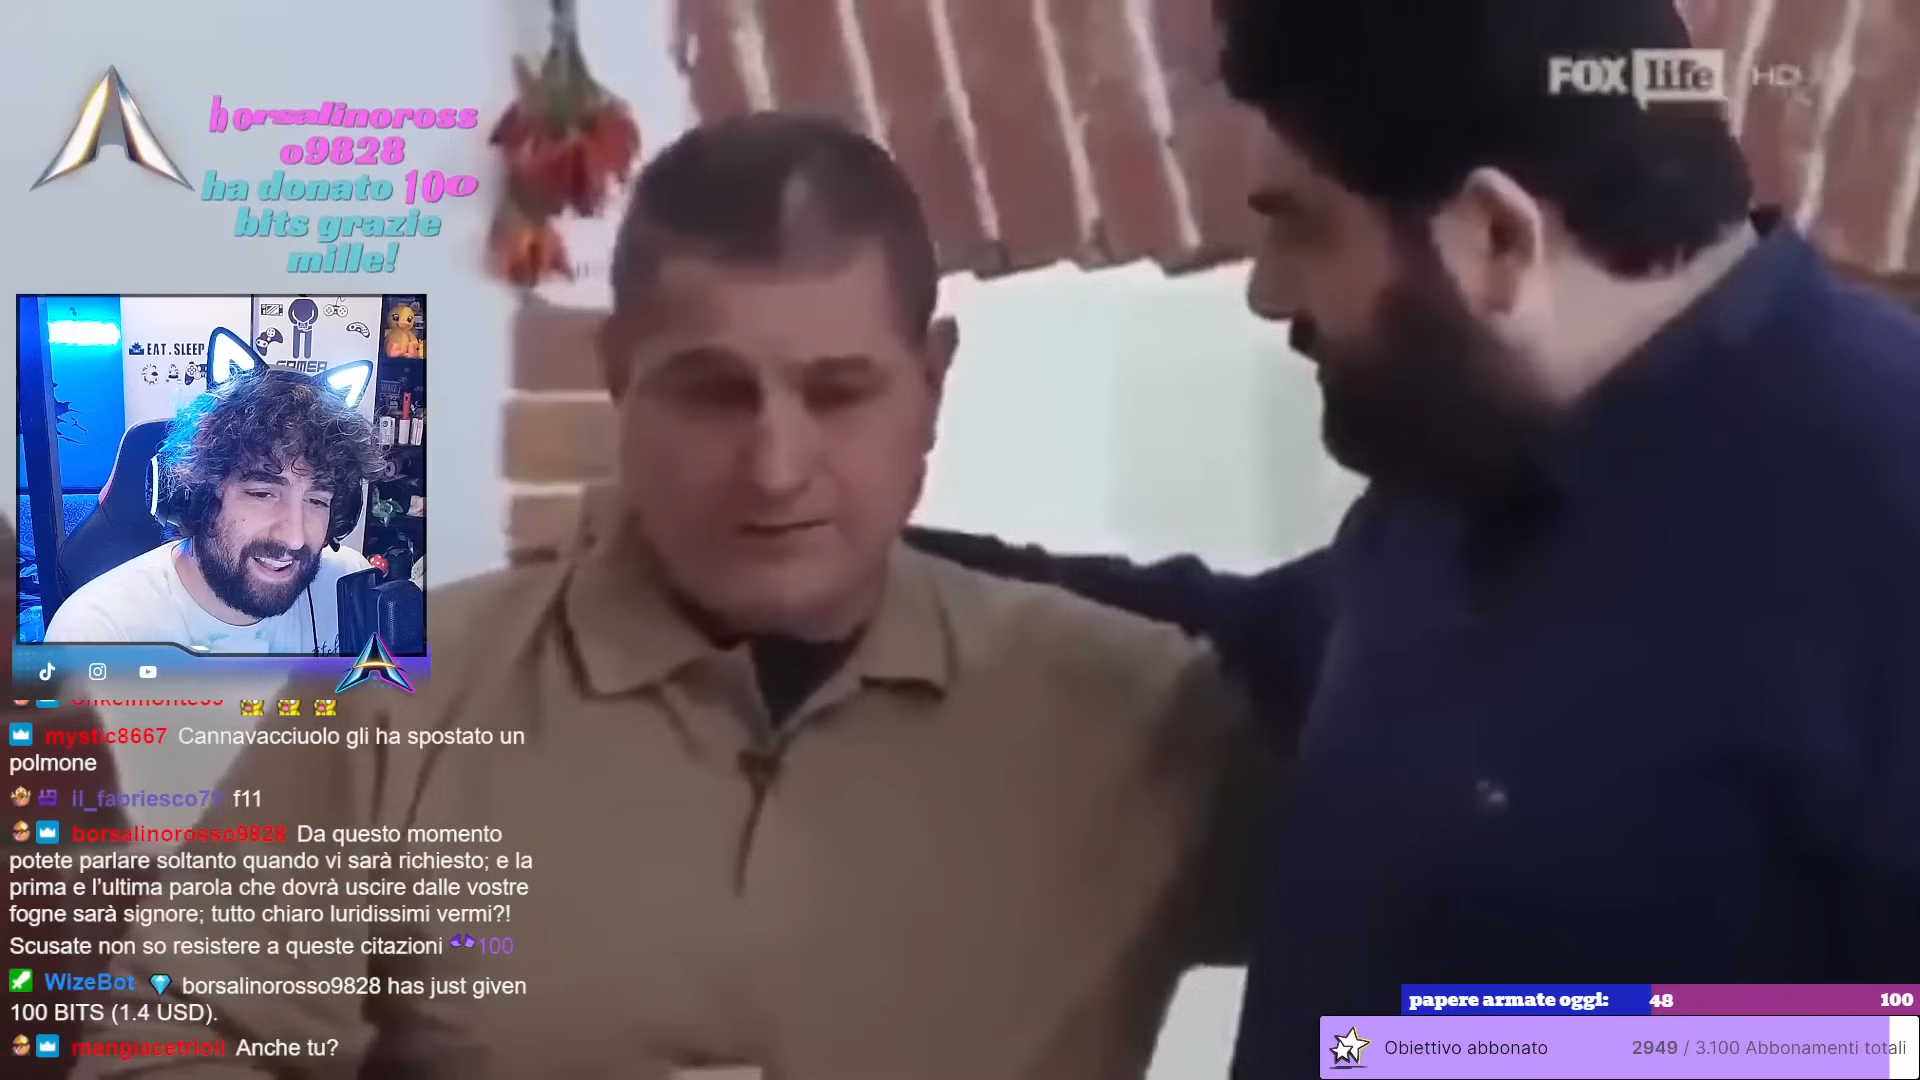 FOX life HD
borsalinoross
o9828
ha donato 100
bits grazie
mille!
EAT.SLEEP
GAMER
mystic8667 Cannavacciuolo gli ha spostato un
polmone
il_fapriesco79 f11
borsalinorosso9828 Da questo momento
potete parlare soltanto quando vi sarà richiesto; e la
prima e l'ultima parola che dovrà uscire dalle vostre
fogne sarà signore; tutto chiaro luridissimi vermi?!
Scusate non so resistere a queste citazioni 100
WizeBot borsalinorosso9828 has just given
100 BITS (1.4 USD).
mangiacetrioli Anche tu?
papere armate oggi: 48 100
Obiettivo abbonato 2949 / 3.100 Abbonamenti totali